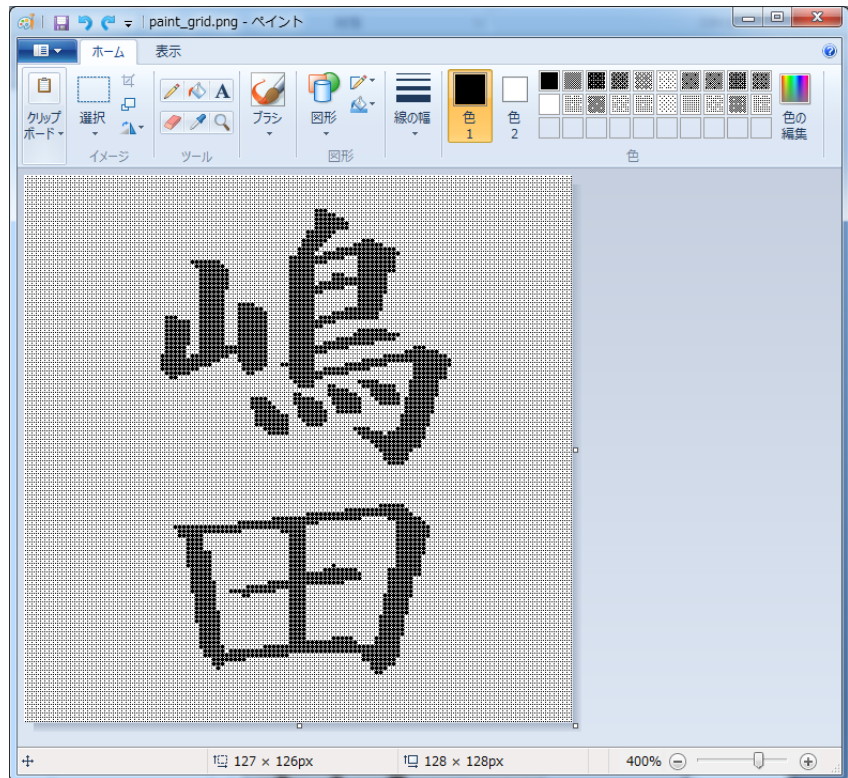 paint_grid.png - ペイント
ホーム
表示
クリップ
ボード
選択
イメージ
A
ツール
ブラシ
図形
図形
線の幅
色
1
色
2
色の
編集
色
嶋
田
127 × 126px
128 × 128px
400%